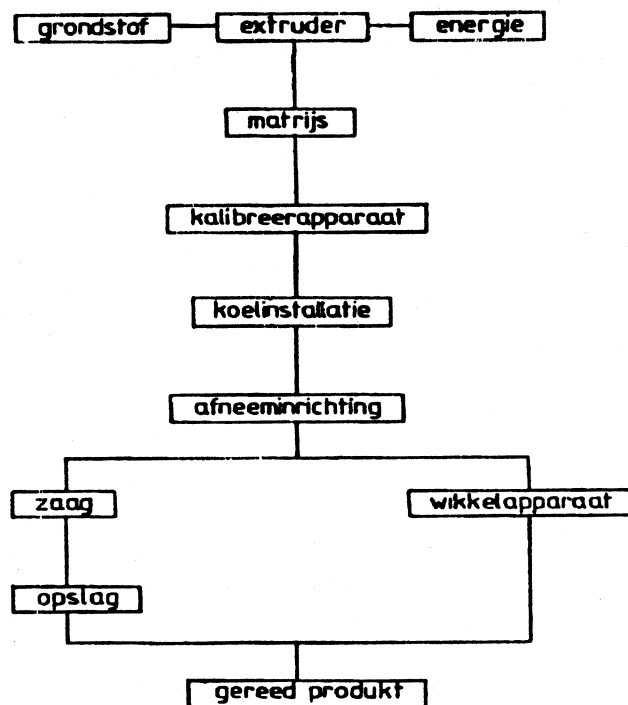 grondstof extruder energie
matrijs
kalibreerapparaat
koelinstallatie
afneeminrichting
zaag wikkelapparaat
opslag
gereed produkt